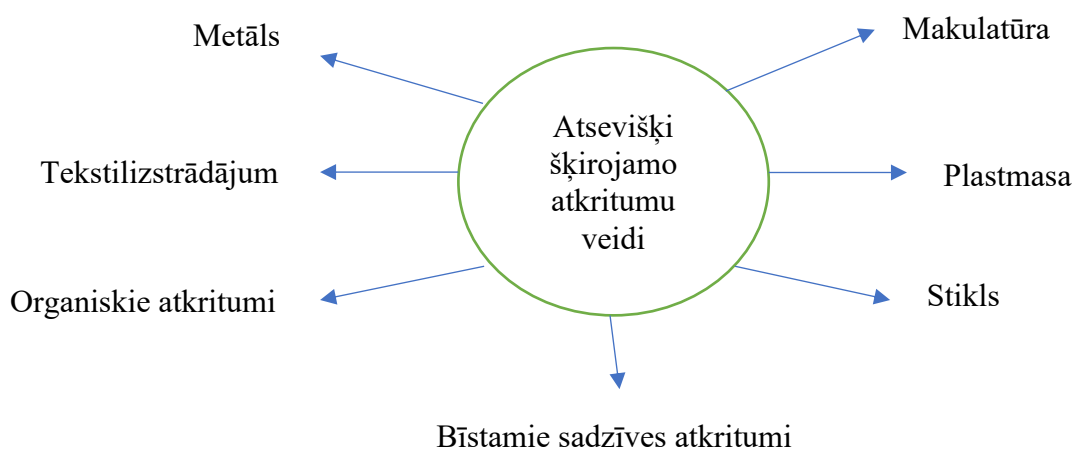 Metāls
Makulatūra
Atsevišķi
šķirojamo
atkritumu
veidi
Tekstilizstrādājum
Plastmasa
Organiskie atkritumi
Stikls
Bīstamie sadzīves atkritumi